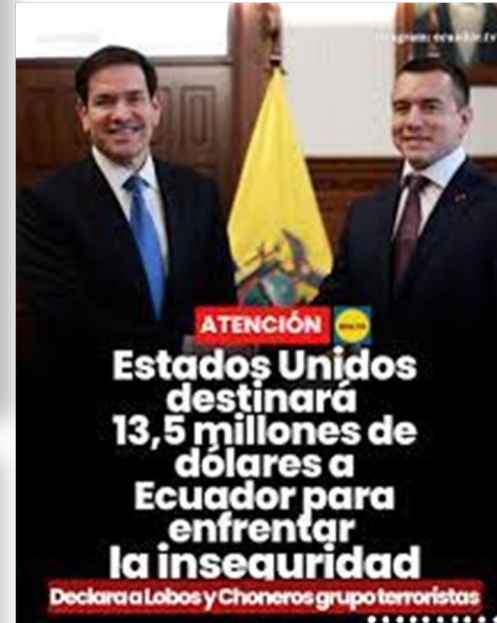 ATENCIÓN
Estados Unidos
destinará
13,5 millones de
dólares a
Ecuador para
enfrentar
la inseguridad
Declara a Lobos y Choneros grupo terroristas